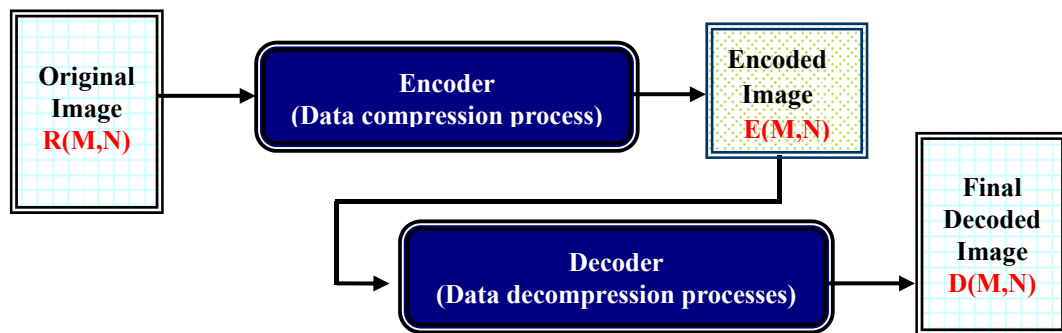 Original
Image
R(M,N)
Encoder
(Data compression process)
Encoded
Image
E(M,N)
Decoder
(Data decompression processes)
Final
Decoded
Image
D(M,N)